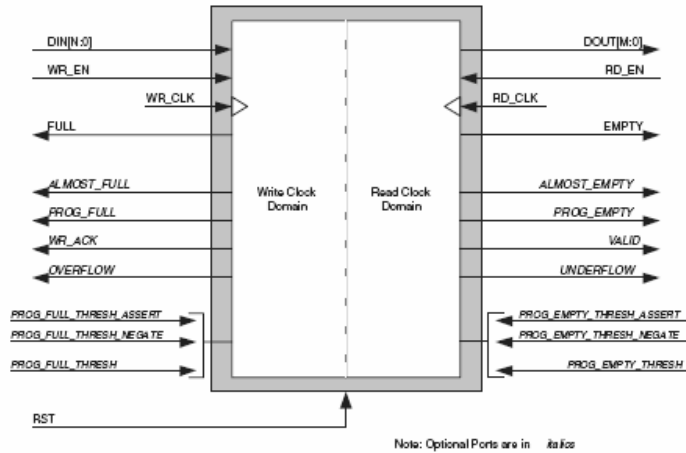 DIN[N:0]
WR_EN
WR_CLK
FULL
ALMOST_FULL
PROG_FULL
WR_ACK
OVERFLOW
PROG_FULL_THRESH_ASSERT
PROG_FULL_THRESH_NEGATE
PROG_FULL_THRESH
RST
Write Clock
Domain
Read Clock
Domain
DOUT[M:0]
RD_EN
RD_CLK
EMPTY
ALMOST_EMPTY
PROG_EMPTY
VALID
UNDERFLOW
PROG_EMPTY_THRESH_ASSERT
PROG_EMPTY_THRESH_NEGATE
PROG_EMPTY_THRESH
Note: Optional Ports are in italics